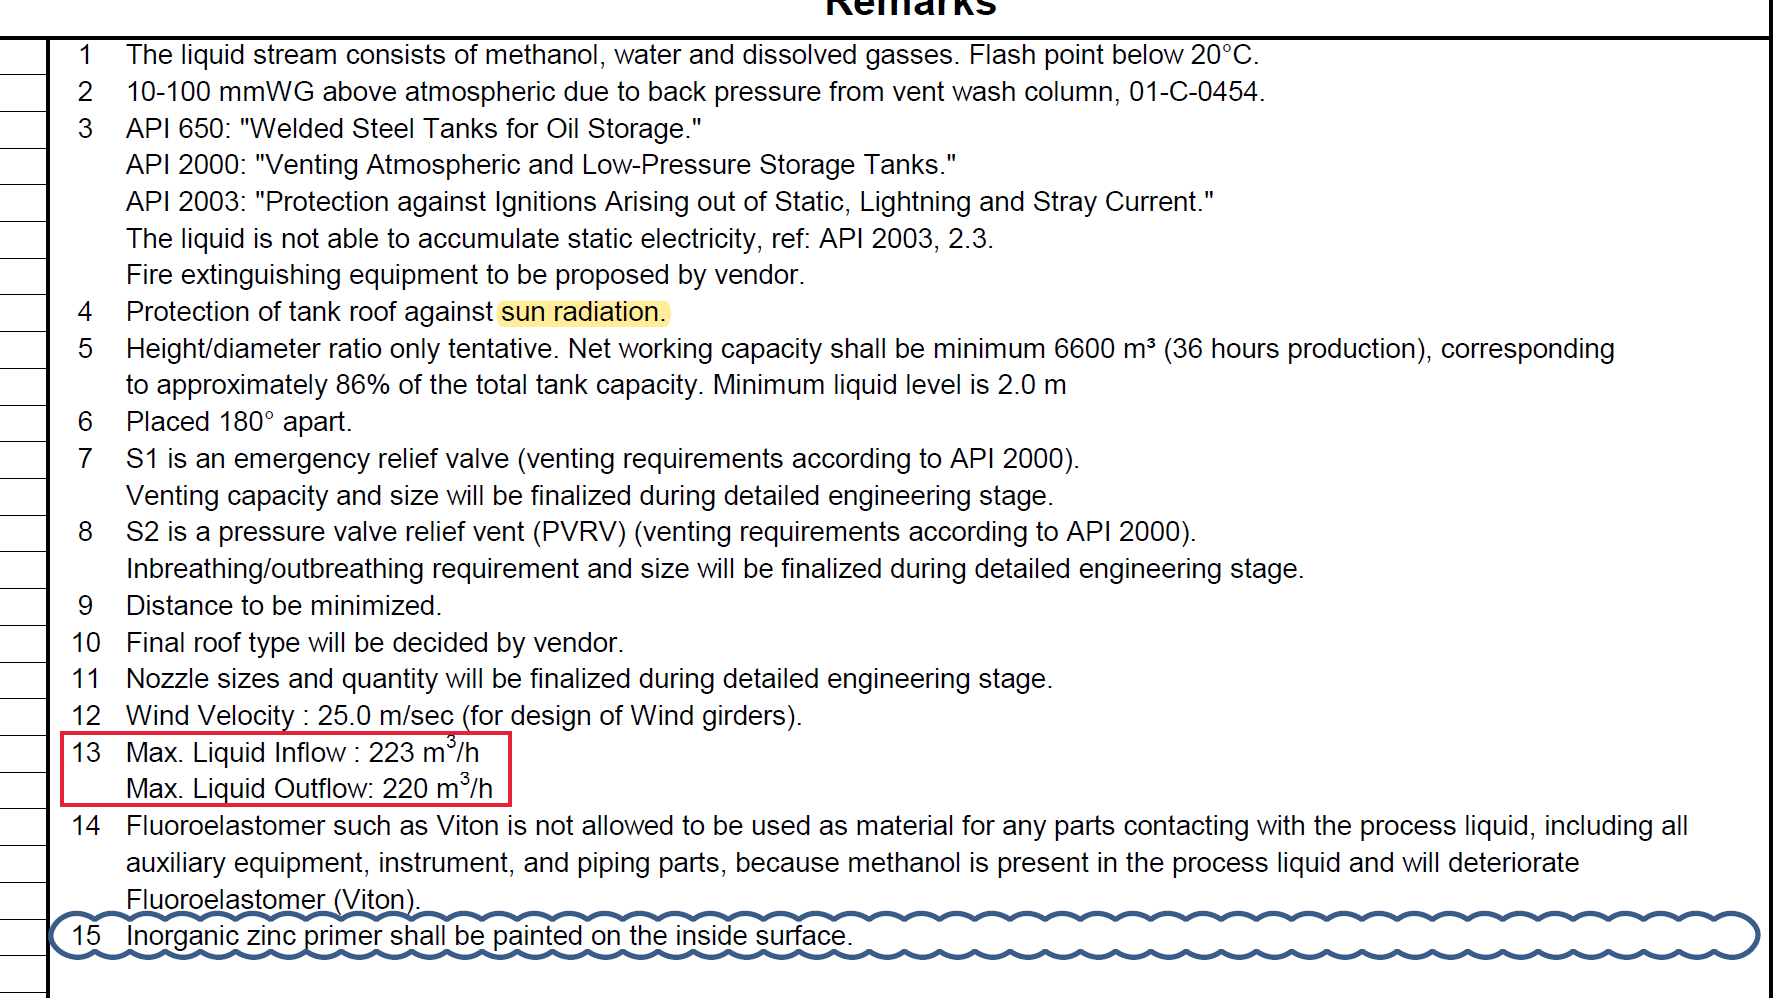 Remarks
1 The liquid stream consists of methanol, water and dissolved gasses. Flash point below 20°C.
2 10-100 mmWG above atmospheric due to back pressure from vent wash column, 01-C-0454.
3 API 650: "Welded Steel Tanks for Oil Storage."
API 2000: "Venting Atmospheric and Low-Pressure Storage Tanks."
API 2003: "Protection against Ignitions Arising out of Static, Lightning and Stray Current."
The liquid is not able to accumulate static electricity, ref: API 2003, 2.3.
Fire extinguishing equipment to be proposed by vendor.
4 Protection of tank roof against sun radiation.
5 Height/diameter ratio only tentative. Net working capacity shall be minimum 6600 m³ (36 hours production), corresponding
to approximately 86% of the total tank capacity. Minimum liquid level is 2.0 m
6 Placed 180° apart.
7 S1 is an emergency relief valve (venting requirements according to API 2000).
Venting capacity and size will be finalized during detailed engineering stage.
8 S2 is a pressure valve relief vent (PVRV) (venting requirements according to API 2000).
Inbreathing/outbreathing requirement and size will be finalized during detailed engineering stage.
9 Distance to be minimized.
10 Final roof type will be decided by vendor.
11 Nozzle sizes and quantity will be finalized during detailed engineering stage.
12 Wind Velocity : 25.0 m/sec (for design of Wind girders).
13 Max. Liquid Inflow : 223 m³/h
Max. Liquid Outflow: 220 m³/h
14 Fluoroelastomer such as Viton is not allowed to be used as material for any parts contacting with the process liquid, including all
auxiliary equipment, instrument, and piping parts, because methanol is present in the process liquid and will deteriorate
Fluoroelastomer (Viton).
15 Inorganic zinc primer shall be painted on the inside surface.